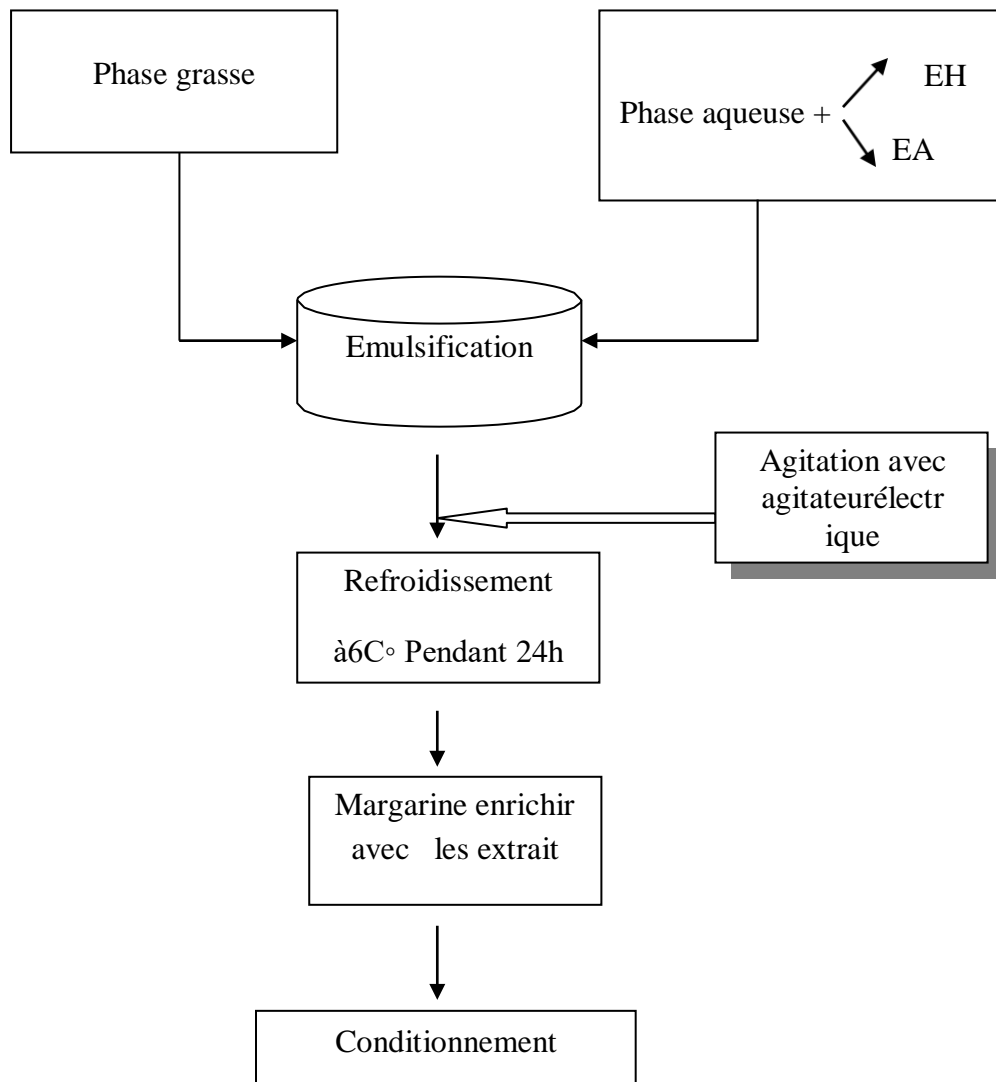 Phase grasse
EH
Phase aqueuse +
EA
Emulsification
Agitation avec
agitateurélectr
ique
Refroidissement
à6C◦ Pendant 24h
Margarine enrichir
avec les extrait
Conditionnement